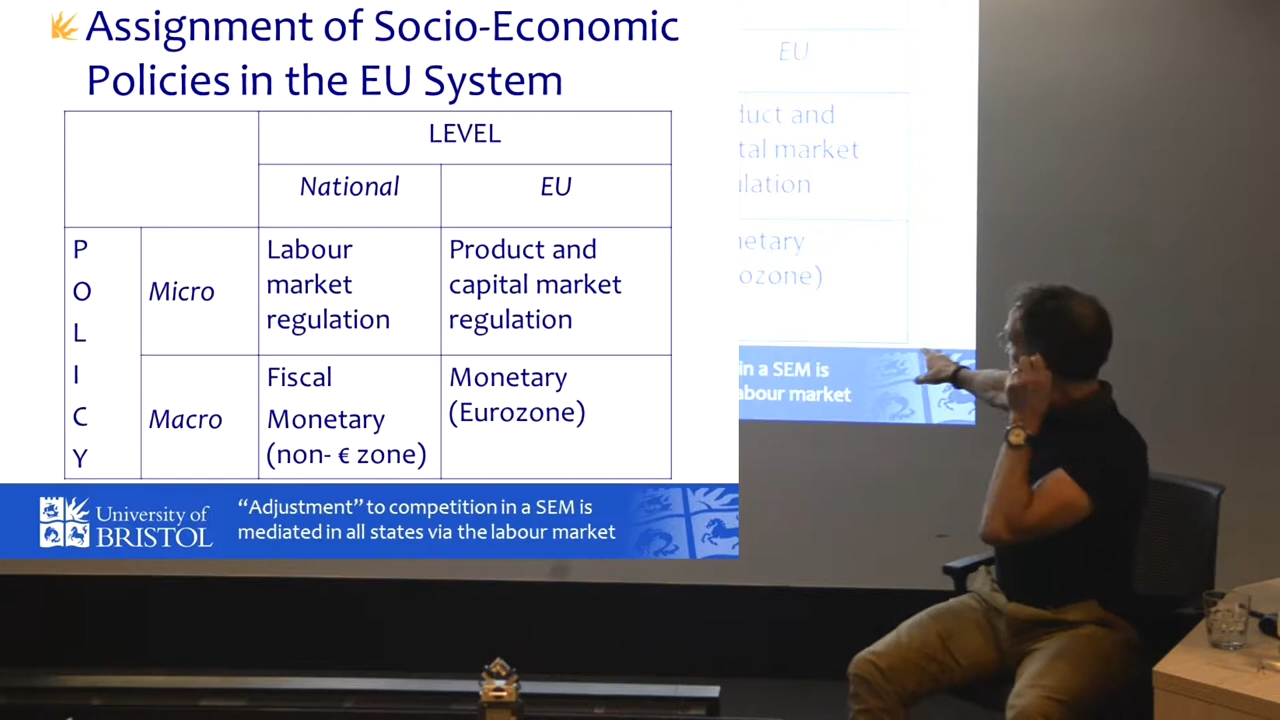 Assignment of Socio-Economic
Policies in the EU System
LEVEL
National
EU
P
O
L
I
C
Y
Micro
Labour
market
regulation
Product and
capital market
regulation
Macro
Fiscal
Monetary
(non- € zone)
Monetary
(Eurozone)
University of
BRISTOL
“Adjustment” to competition in a SEM is
mediated in all states via the labour market
EU
duct and
tal market
ulation
netary
ozone)
in a SEM is
abour market